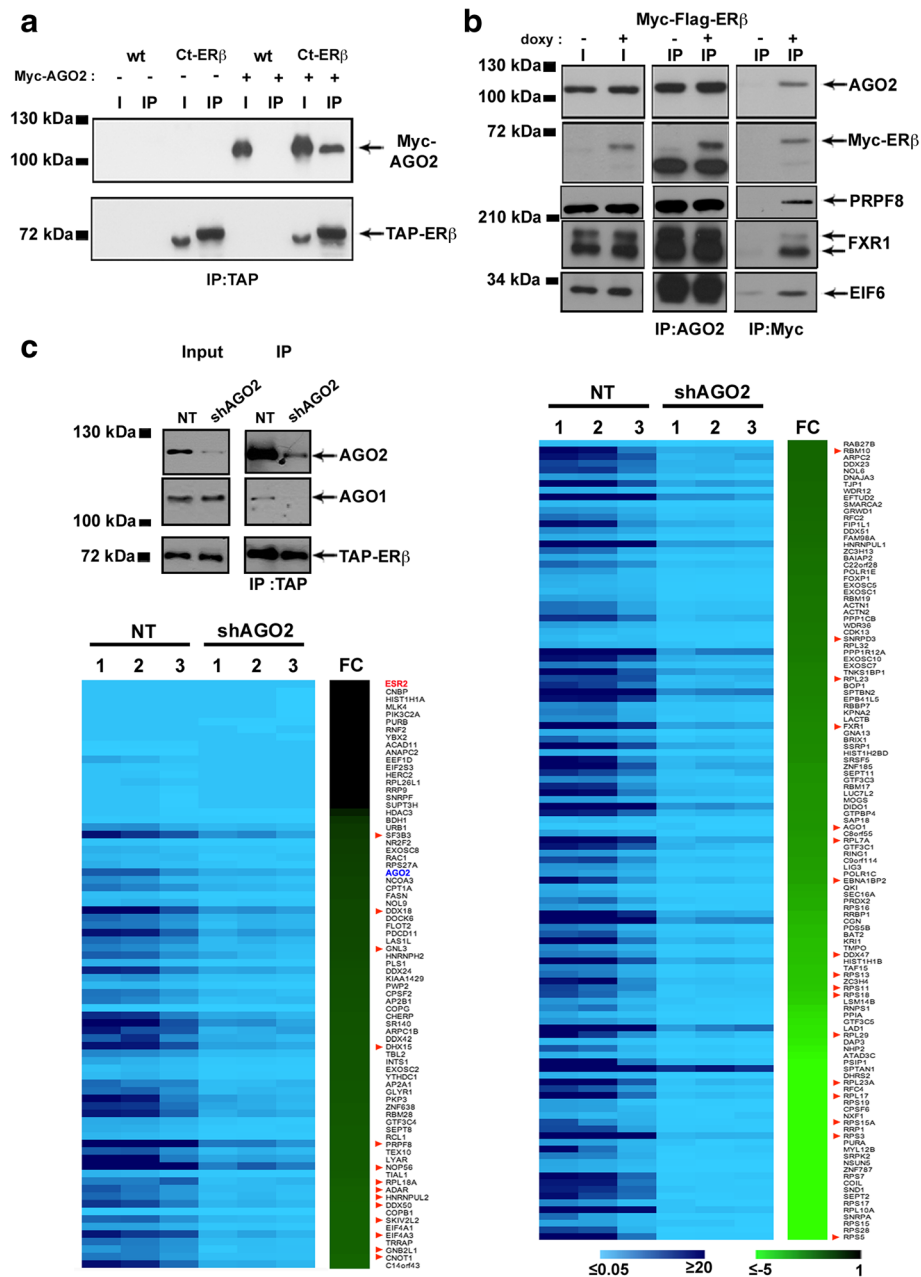 a
wt
Ct-ERβ
wt
Ct-ERβ
Myc-AGO2 :
- - - - + + + +
I IP I IP I IP I IP
130 kDa
100 kDa
Myc-AGO2
72 kDa
TAP-ERβ
IP:TAP
b
Myc-Flag-ERβ
doxy :
- + - + - +
I I IP IP IP IP
130 kDa
100 kDa
AGO2
72 kDa
Myc-ERβ
PRPF8
210 kDa
FXR1
34 kDa
EIF6
IP:AGO2
IP:Myc
c
Input
IP
NT
shAGO2
NT
shAGO2
130 kDa
AGO2
AGO1
100 kDa
72 kDa
TAP-ERβ
IP :TAP
NT
shAGO2
1 2 3 1 2 3
FC
ESR2
CNBP
HIST1H1A
MLK4
PIK3C2A
PURB
RNF2
YBX2
ACAD11
ANAPC2
EEF1D
EIF2S3
HERC2
RPL26L1
RRP9
SNRPF
SUPT3H
HDAC3
BDH1
URB1
SF3B3
NR2F2
EXOSC8
RAC1
RPS27A
AGO2
NCOA3
CPT1A
FASN
NOL9
DDX18
DOCK6
FLOT2
PDCD11
LAS1L
GNL3
HNRNPH2
PLS1
DDX24
KIAA1429
PWP2
CPSF2
AP2B1
COPG
CHERP
SR140
ARPC1B
DDX42
DHX15
TBL2
INTS1
EXOSC2
YTHDC1
AP2A1
GLYR1
PKP3
ZNF638
RBM28
GTF3C4
SEPT8
RCL1
PRPF8
TEX10
LYAR
NOP56
TIAL1
RPL18A
ADAR
HNRNPUL2
DDX50
COPB1
SKIV2L2
EIF4A1
EIF4A3
TRRAP
GNB2L1
CNOT1
C14orf43
NT
shAGO2
1 2 3 1 2 3
FC
RAB27B
RBM10
ARPC2
DDX23
NOL6
DNAJA3
TJP1
WDR12
EFTUD2
SMARCA2
GRWD1
RFC2
FIP1L1
DDX51
FAM98A
HNRNPUL1
ZC3H13
BAIAP2
C22orf28
POLR1E
FOXP1
EXOSC5
EXOSC1
RBM19
ACTN1
ACTN2
PPP1CB
WDR36
CDK13
SNRPD3
RPL32
PPP1R12A
EXOSC10
EXOSC7
TNKS1BP1
RPL23
BOP1
SPTBN2
EPB41L5
RBBP7
KPNA2
LACTB
FXR1
GNA13
BRIX1
SSRP1
HIST1H2BD
SRSF5
ZNF185
SEPT11
GTF3C3
RBM17
LUC7L2
MOGS
DIDO1
GTPBP4
SAP18
AGO1
C8orf55
RPL7A
GTF3C1
RING1
C9orf114
LIG3
POLR1C
EBNA1BP2
QKI
SEC16A
PRDX2
RPS16
RRBP1
CGN
PDS5B
BAT2
KRI1
TMPO
DDX47
HIST1H1B
TAF15
RPS13
ZC3H4
RPS11
RPS18
LSM14B
RNPS1
PPIA
GTF3C5
LAD1
RPL29
DAP3
NHP2
ATAD3C
PSIP1
SPTAN1
DHRS2
RPL23A
RFC4
RPL17
RPS19
CPSF6
NXF1
RPS15A
RRP1
RPS3
PURA
MYL12B
SRPK2
NSUN5
ZNF787
RPS7
COIL
SND1
SEPT2
RPS17
RPL10A
SNRPA
RPS15
RPS28
RPS5
≤0.05 ≥20 ≤-5 1